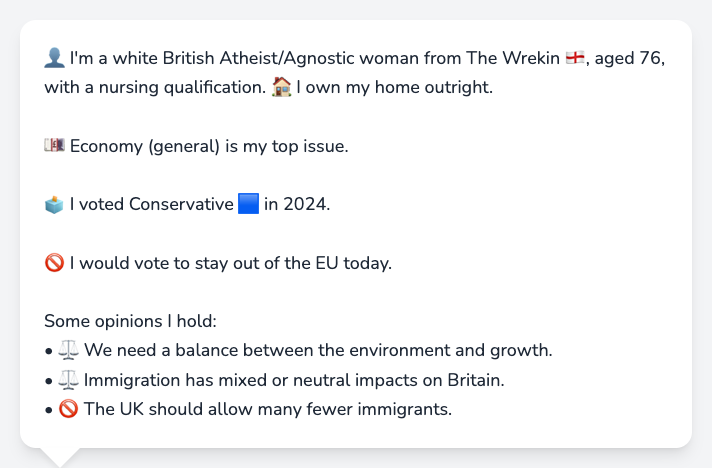 👤 I'm a white British Atheist/Agnostic woman from The Wrekin 🏴󠁧󠁢󠁥󠁮󠁧󠁿, aged 76,
with a nursing qualification. 🏠 I own my home outright.
💷 Economy (general) is my top issue.
🗳️ I voted Conservative 🟦 in 2024.
🚫 I would vote to stay out of the EU today.
Some opinions I hold:
• ⚖️ We need a balance between the environment and growth.
• ⚖️ Immigration has mixed or neutral impacts on Britain.
• 🚫 The UK should allow many fewer immigrants.